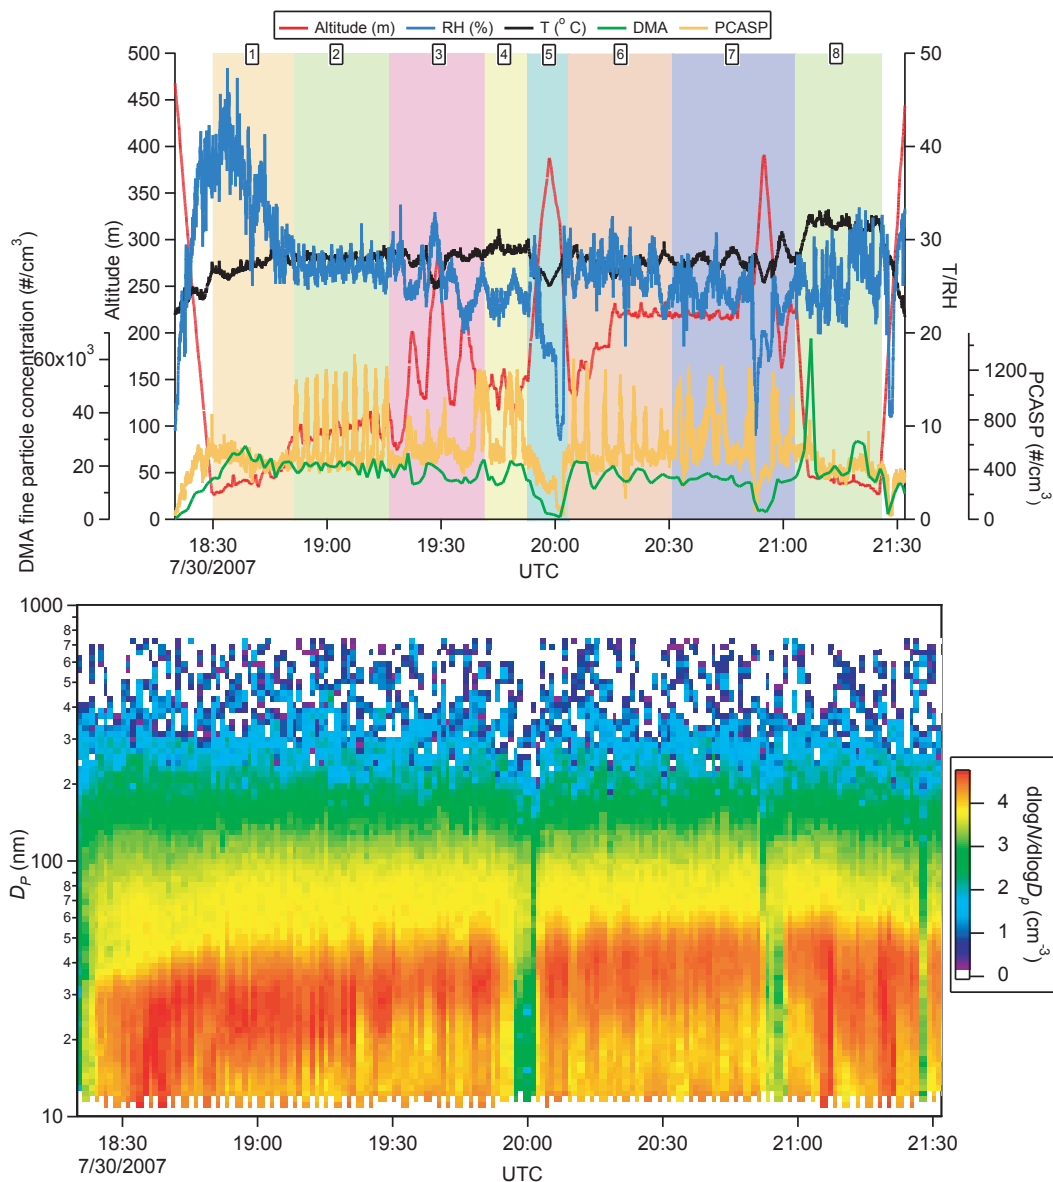 Altitude (m) RH (%) T (° C) DMA PCASP
1 2 3 4 5 6 7 8
500 450 400 350 300 250 200 150 100 50 0
Altitude (m)
DMA fine particle concentration (#/cm³)
60x10³ 40 20 0
50 40 30 20 10 0
T/RH
1200 800 400 0
PCASP (#/cm³)
18:30 19:00 19:30 20:00 20:30 21:00 21:30
7/30/2007
UTC
1000
8
7
6
5
4
3
2
100
8
7
6
5
4
3
2
10
D_P (nm)
4
3
2
1
0
dlogN/dlogD_p (cm⁻³)
18:30 19:00 19:30 20:00 20:30 21:00 21:30
7/30/2007
UTC